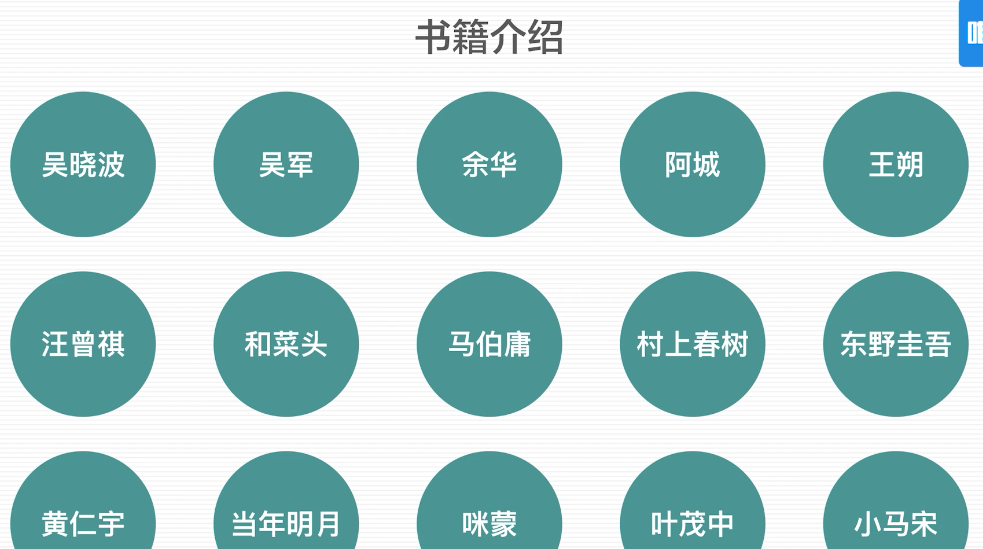 书籍介绍
吴晓波
吴军
余华
阿城
王朔
汪曾祺
和菜头
马伯庸
村上春树
东野圭吾
黄仁宇
当年明月
咪蒙
叶茂中
小马宋